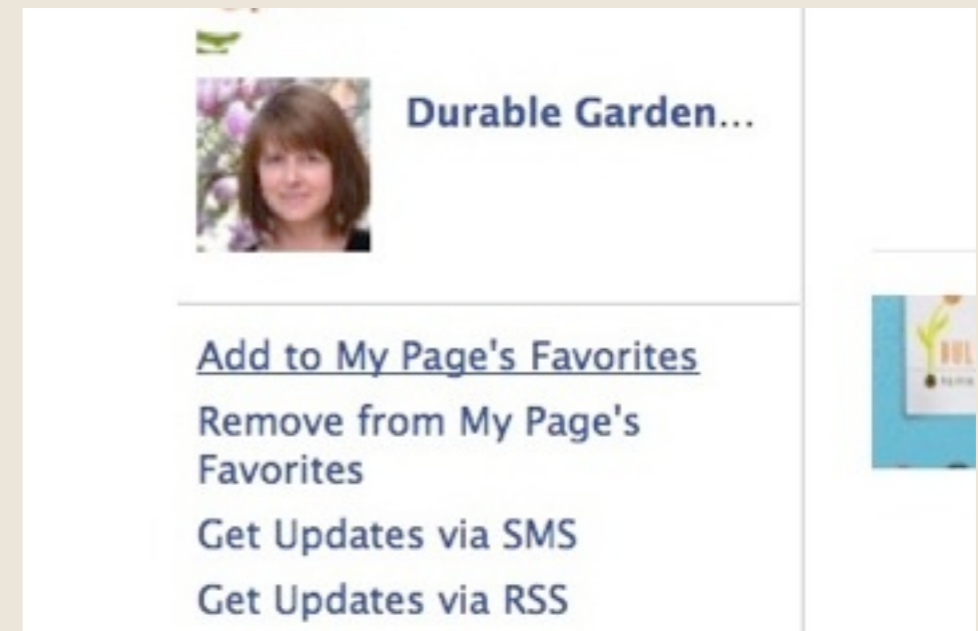 Durable Garden...
Add to My Page's Favorites
Remove from My Page's
Favorites
Get Updates via SMS
Get Updates via RSS
BUL